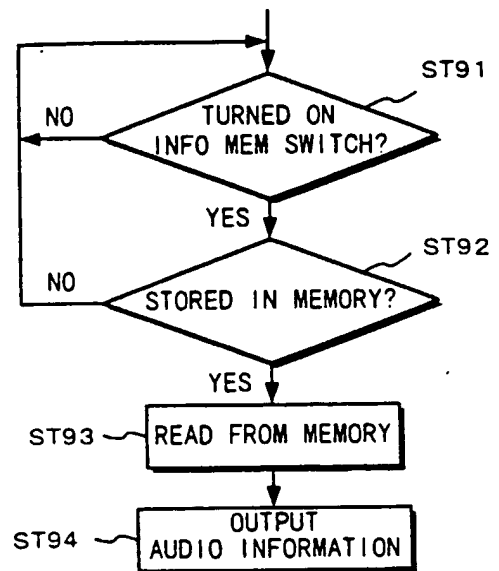 ST91
TURNED ON
INFO MEM SWITCH?
NO
YES
ST92
STORED IN MEMORY?
NO
YES
ST93
READ FROM MEMORY
ST94
OUTPUT
AUDIO INFORMATION